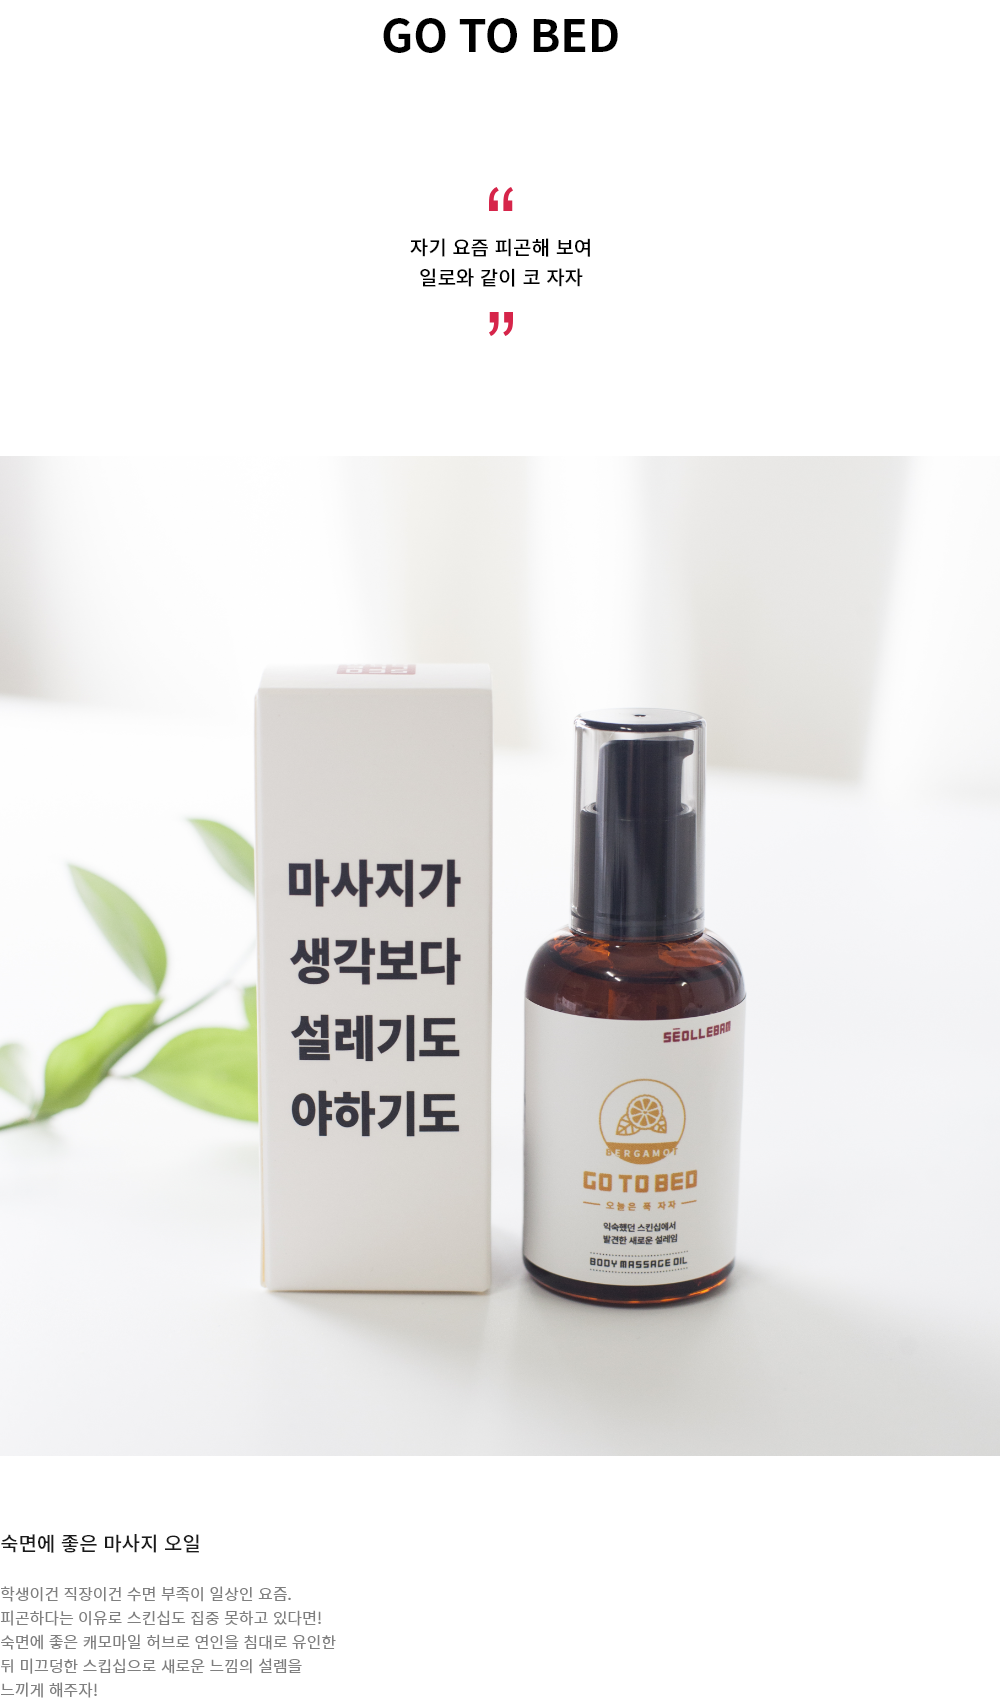 GO TO BED
“
자기 요즘 피곤해 보여
일로와 같이 코 자자
”
마사지가
생각보다
설레기도
야하기도
SĒOLLEBAM
BERGAMOT
GO TO BED
오늘은 푹 자자
익숙했던 스킨십에서
발견한 새로운 설레임
BODY MASSAGE OIL
숙면에 좋은 마사지 오일
학생이건 직장이건 수면 부족이 일상인 요즘.
피곤하다는 이유로 스킨십도 집중 못하고 있다면!
숙면에 좋은 캐모마일 허브로 연인을 침대로 유인한
뒤 미끄덩한 스킵십으로 새로운 느낌의 설렘을
느끼게 해주자!